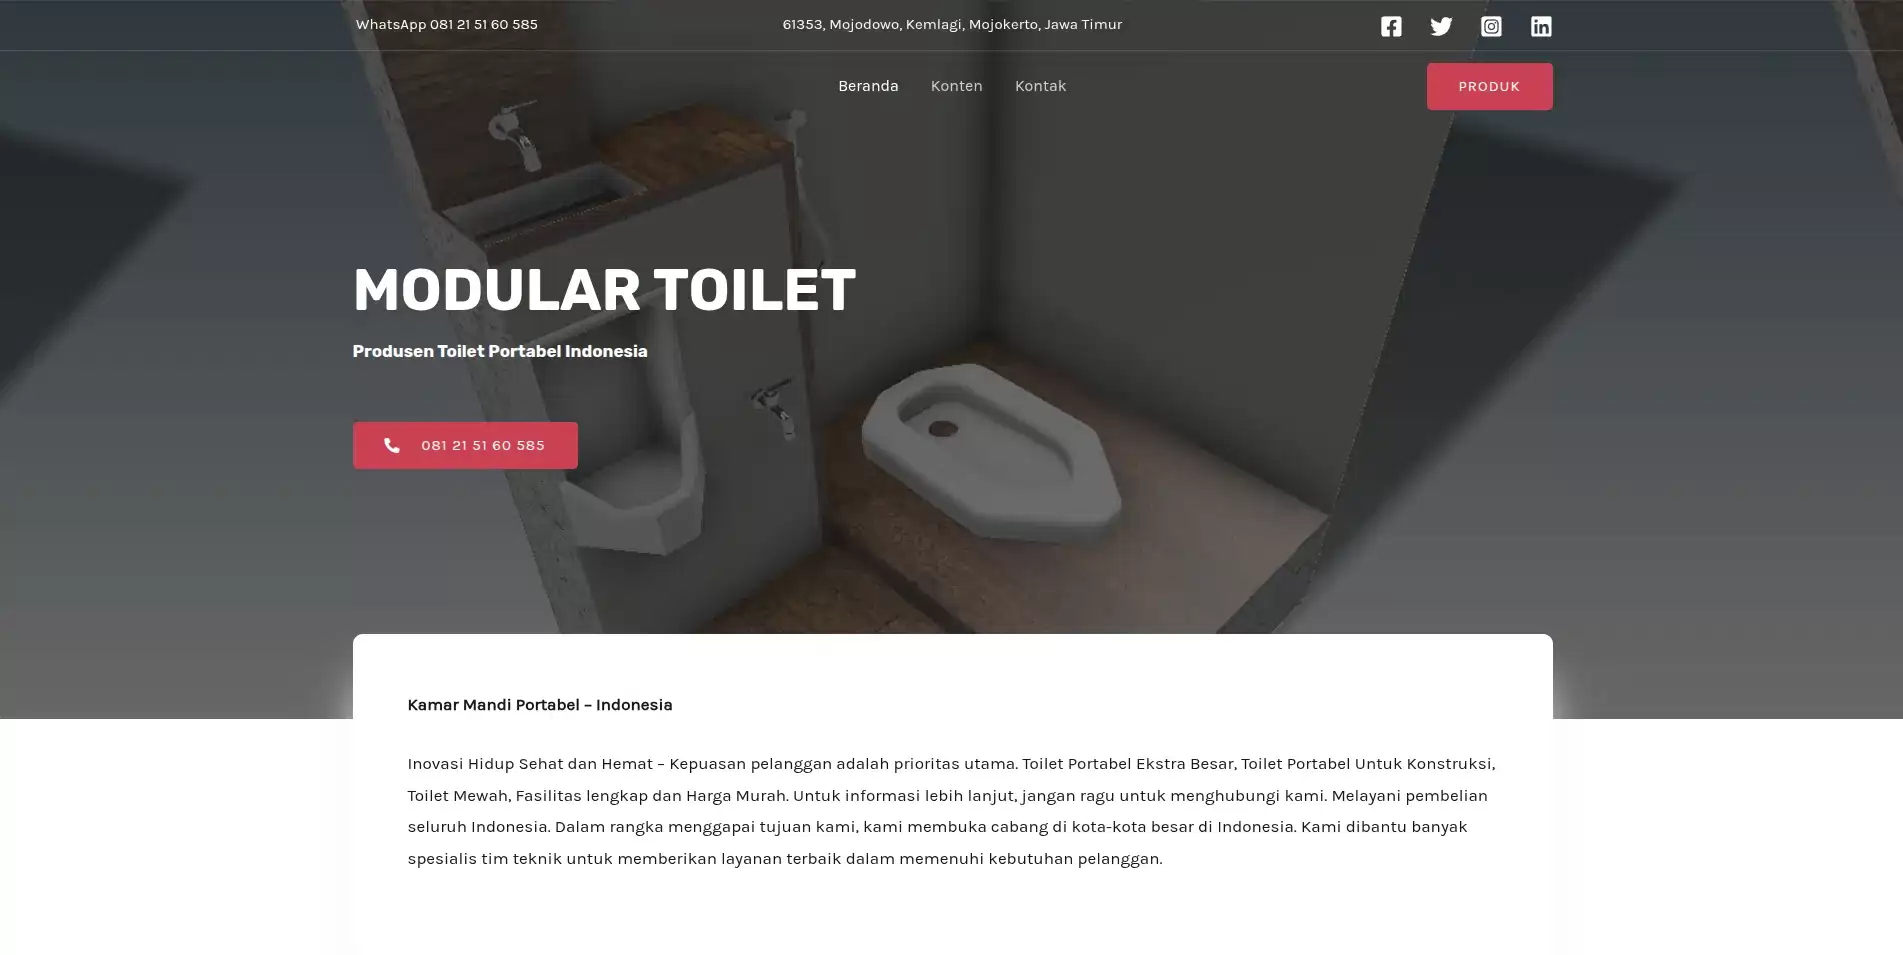 WhatsApp 081 21 51 60 585
61353, Mojodowo, Kemlagi, Mojokerto, Jawa Timur
Beranda Konten Kontak
PRODUK
MODULAR TOILET
Produsen Toilet Portabel Indonesia
081 21 51 60 585
Kamar Mandi Portabel – Indonesia
Inovasi Hidup Sehat dan Hemat – Kepuasan pelanggan adalah prioritas utama. Toilet Portabel Ekstra Besar, Toilet Portabel Untuk Konstruksi,
Toilet Mewah, Fasilitas lengkap dan Harga Murah. Untuk informasi lebih lanjut, jangan ragu untuk menghubungi kami. Melayani pembelian
seluruh Indonesia. Dalam rangka menggapai tujuan kami, kami membuka cabang di kota-kota besar di Indonesia. Kami dibantu banyak
spesialis tim teknik untuk memberikan layanan terbaik dalam memenuhi kebutuhan pelanggan.